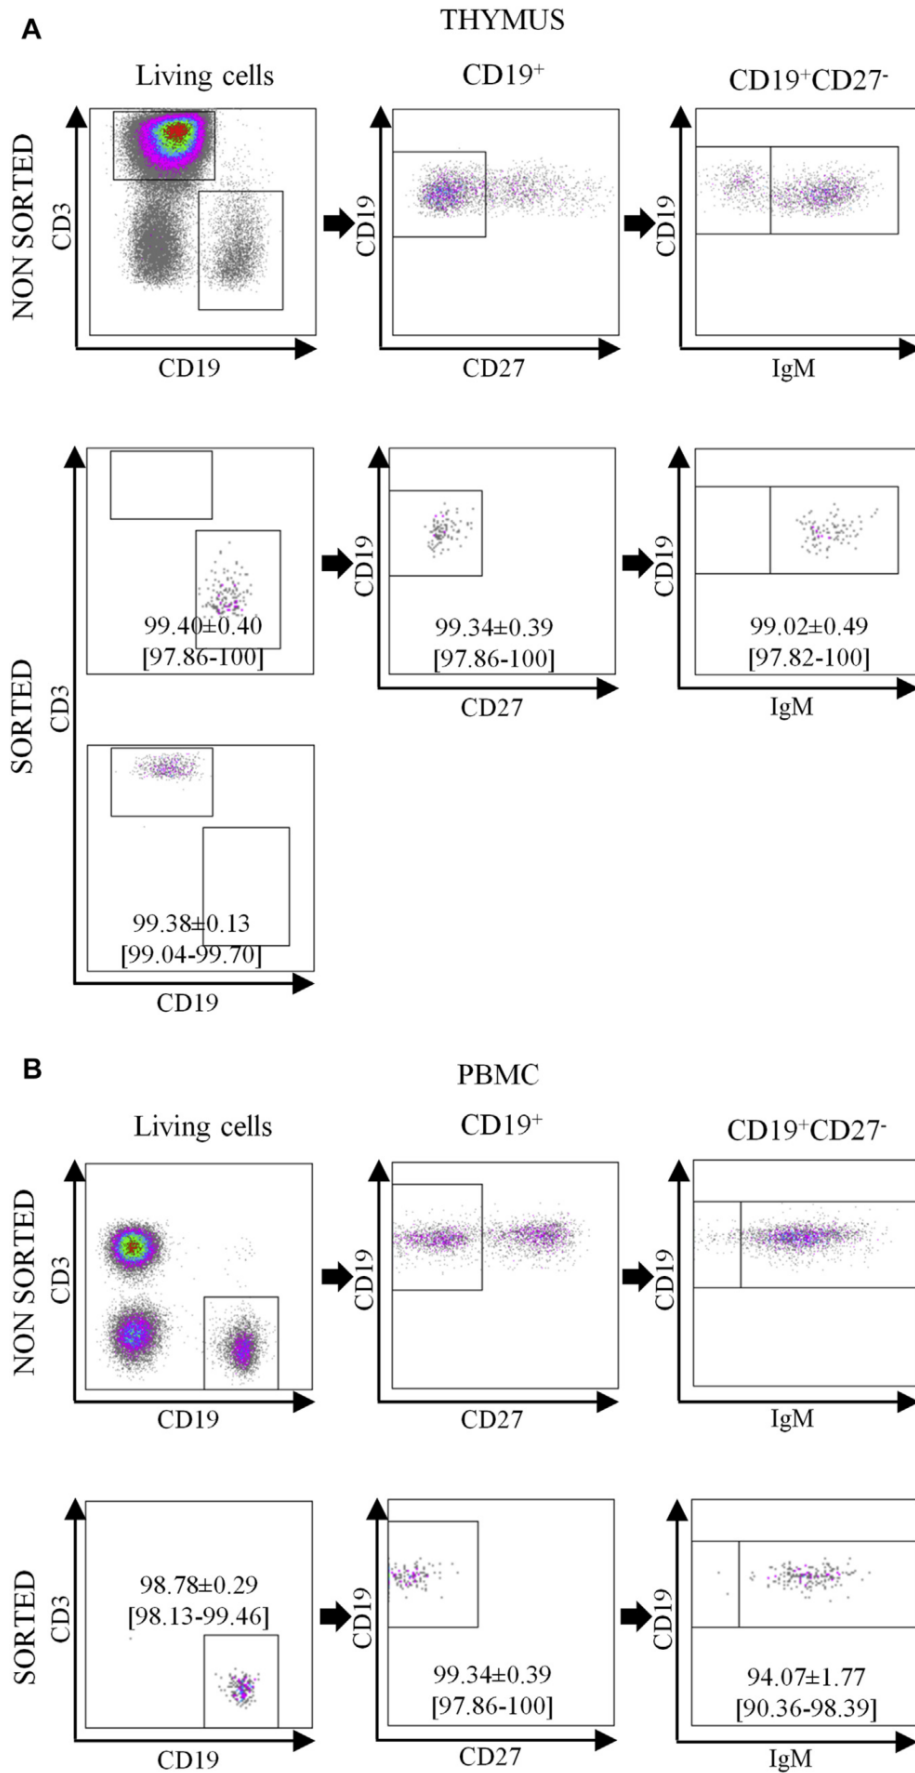 A
THYMUS
Living cells
CD19+
CD19+CD27-
NON SORTED
CD3
CD19
CD19
CD27
CD19
IgM
SORTED
CD3
99.40±0.40
[97.86-100]
CD19
99.34±0.39
[97.86-100]
CD27
CD19
99.02±0.49
[97.82-100]
IgM
99.38±0.13
[99.04-99.70]
CD19
B
PBMC
Living cells
CD19+
CD19+CD27-
NON SORTED
CD3
CD19
CD19
CD27
CD19
IgM
SORTED
CD3
98.78±0.29
[98.13-99.46]
CD19
CD19
99.34±0.39
[97.86-100]
CD27
CD19
94.07±1.77
[90.36-98.39]
IgM